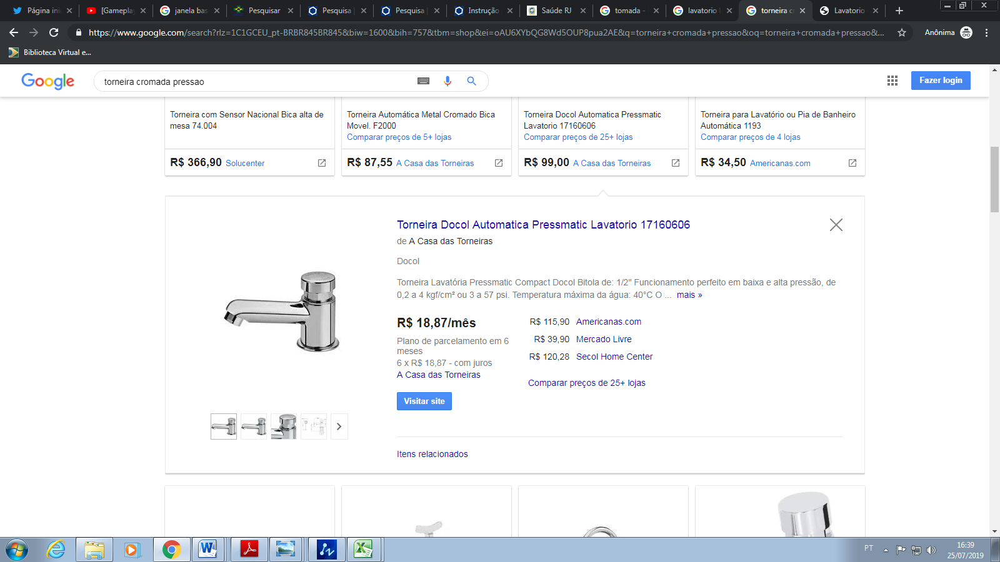 Página ini
[Gamepla
janela bas
Pesquisar
Pesquisa |
Pesquisa |
Instrução
Saúde RJ
tomada -
lavatorio
torneira c
Lavatorio
https://www.google.com/search?rlz=1C1GCEU_pt-BRBR845BR845&biw=1600&bih=757&tbm=shop&ei=oAU6XYbQG8Wd5OUP8pua2AE&q=torneira+cromada+pressao&oq=torneira+cromada+pressao&...
Anônima
Biblioteca Virtual e...
Google
torneira cromada pressao
Fazer login
Torneira com Sensor Nacional Bica alta de
mesa 74.004
R$ 366,90 Solucenter
Torneira Automática Metal Cromado Bica
Movel. F2000
Comparar preços de 5+ lojas
R$ 87,55 A Casa das Torneiras
Torneira Docol Automatica Pressmatic
Lavatorio 17160606
Comparar preços de 25+ lojas
R$ 99,00 A Casa das Torneiras
Torneira para Lavatório ou Pia de Banheiro
Automática 1193
Comparar preços de 4 lojas
R$ 34,50 Americanas.com
Torneira Docol Automatica Pressmatic Lavatorio 17160606
de A Casa das Torneiras
Docol
Torneira Lavatória Pressmatic Compact Docol Bitola de: 1/2" Funcionamento perfeito em baixa e alta pressão, de
0,2 a 4 kgf/cm² ou 3 a 57 psi. Temperatura máxima da água: 40°C O ... mais »
R$ 18,87/mês
Plano de parcelamento em 6
meses
6 x R$ 18,87 - com juros
A Casa das Torneiras
Visitar site
R$ 115,90 Americanas.com
R$ 39,90 Mercado Livre
R$ 120,28 Secol Home Center
Comparar preços de 25+ lojas
Itens relacionados
PT
16:39
25/07/2019